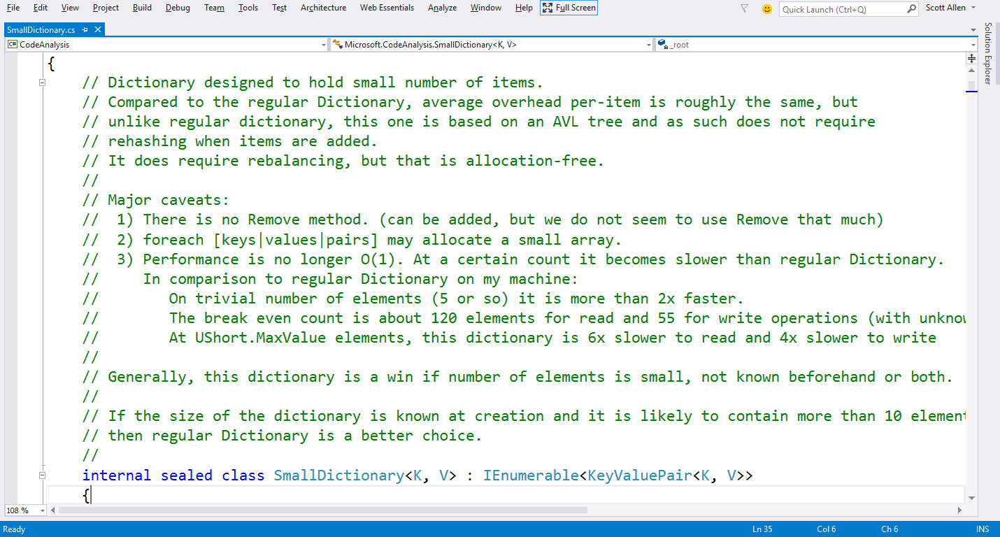 File Edit View Project Build Debug Team Tools Test Architecture Web Essentials Analyze Window Help Full Screen Quick Launch (Ctrl+Q) Scott Allen
SmallDictionary.cs
Solution Explorer
C# CodeAnalysis Microsoft.CodeAnalysis.SmallDictionary<K, V> _root
{
// Dictionary designed to hold small number of items.
// Compared to the regular Dictionary, average overhead per-item is roughly the same, but
// unlike regular dictionary, this one is based on an AVL tree and as such does not require
// rehashing when items are added.
// It does require rebalancing, but that is allocation-free.
//
// Major caveats:
//  1) There is no Remove method. (can be added, but we do not seem to use Remove that much)
//  2) foreach [keys|values|pairs] may allocate a small array.
//  3) Performance is no longer O(1). At a certain count it becomes slower than regular Dictionary.
//     In comparison to regular Dictionary on my machine:
//        On trivial number of elements (5 or so) it is more than 2x faster.
//        The break even count is about 120 elements for read and 55 for write operations (with
//        At UShort.MaxValue elements, this dictionary is 6x slower to read and 4x slower to write
//
// Generally, this dictionary is a win if number of elements is small, not known beforehand or both.
//
// If the size of the dictionary is known at creation and it is likely to contain more than 10
// then regular Dictionary is a better choice.
//
internal sealed class SmallDictionary<K, V> : IEnumerable<KeyValuePair<K, V>>
{
108 %
Ready Ln 35 Col 6 Ch 6 INS